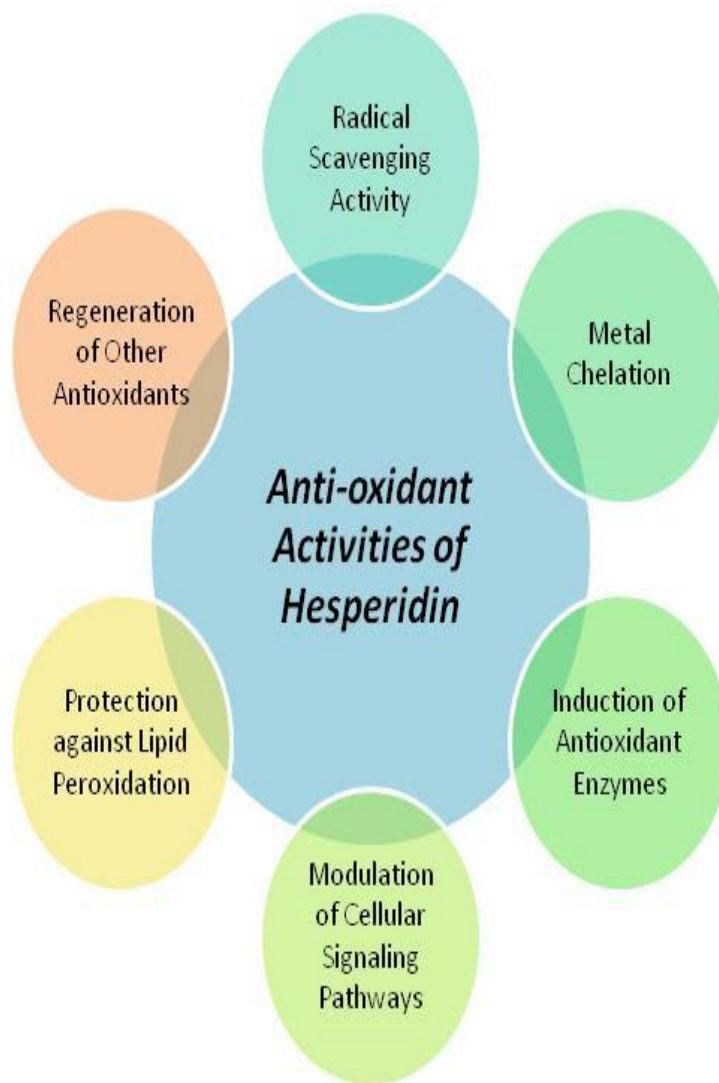 Radical
Scavenging
Activity
Metal
Chelation
Induction of
Antioxidant
Enzymes
Modulation
of Cellular
Signaling
Pathways
Protection
against Lipid
Peroxidation
Regeneration
of Other
Antioxidants
Anti-oxidant
Activities of
Hesperidin